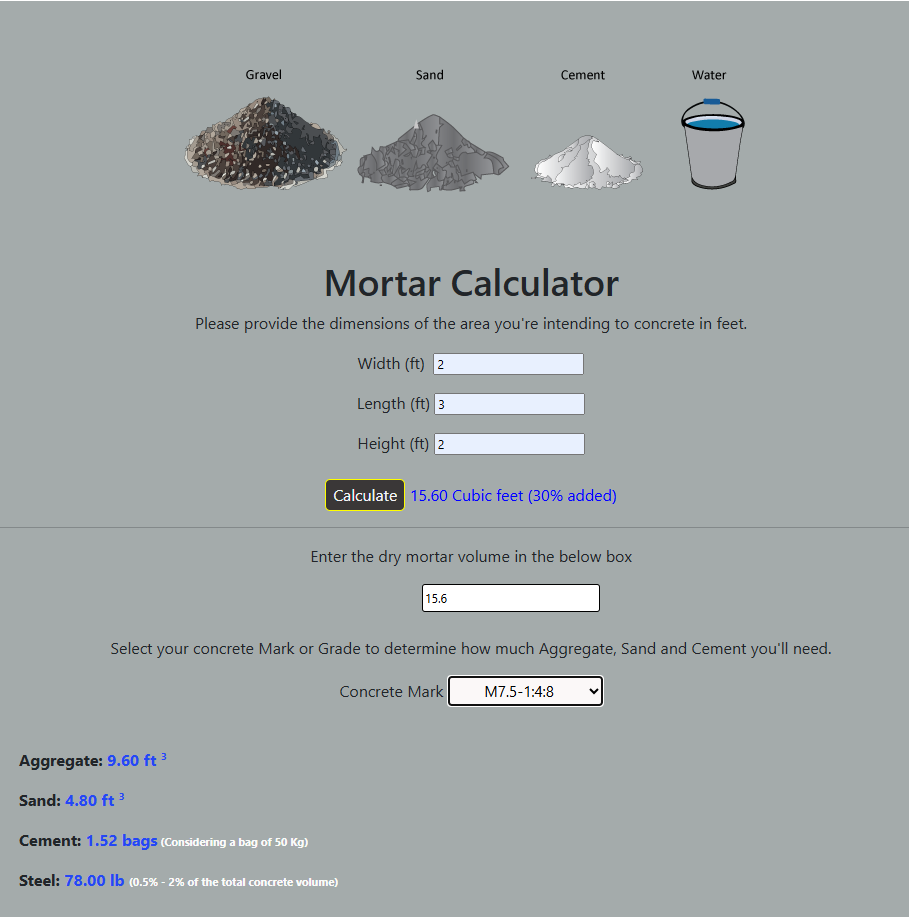 Gravel Sand Cement Water
Mortar Calculator
Please provide the dimensions of the area you're intending to concrete in feet.
Width (ft) 2
Length (ft) 3
Height (ft) 2
Calculate 15.60 Cubic feet (30% added)
Enter the dry mortar volume in the below box
15.6
Select your concrete Mark or Grade to determine how much Aggregate, Sand and Cement you'll need.
Concrete Mark M7.5-1:4:8
Aggregate: 9.60 ft ³
Sand: 4.80 ft ³
Cement: 1.52 bags (Considering a bag of 50 Kg)
Steel: 78.00 lb (0.5% - 2% of the total concrete volume)